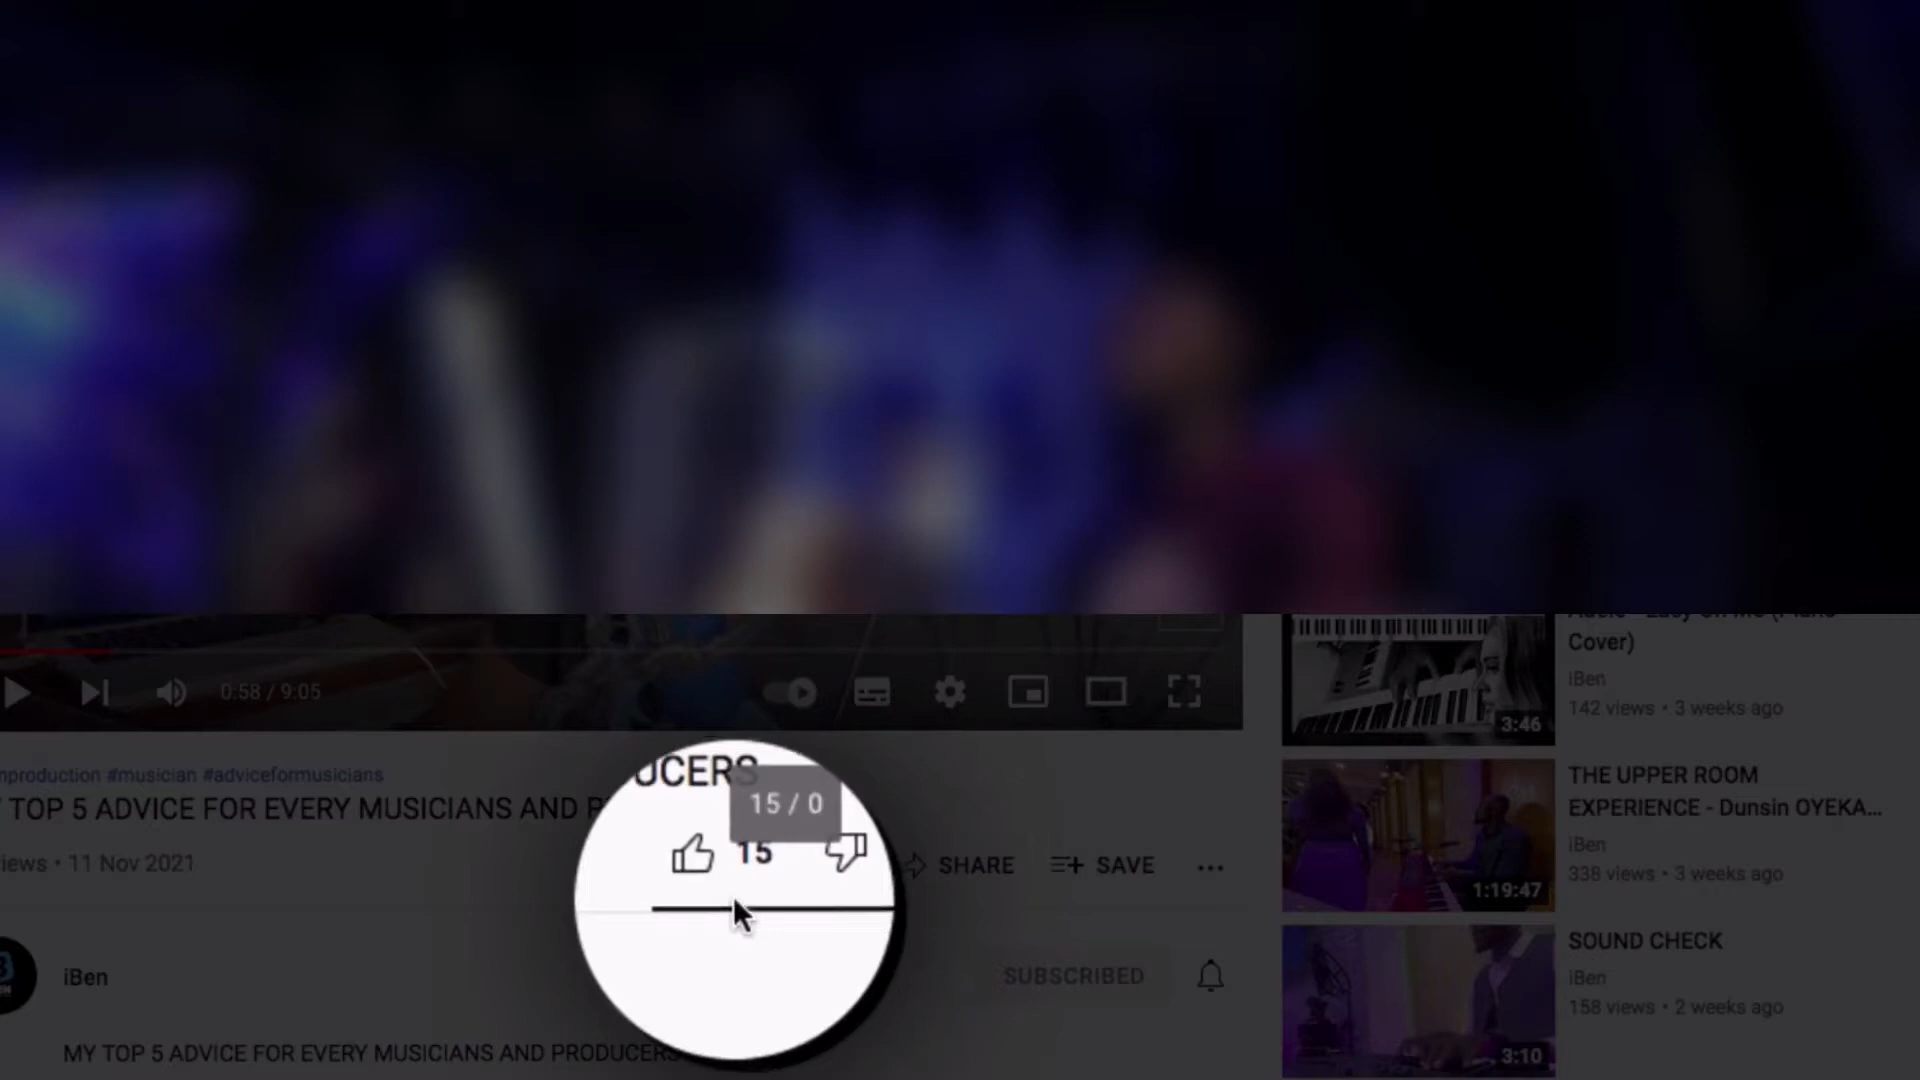 0:58 / 9:05
nproduction #musician #adviceformusicians
TOP 5 ADVICE FOR EVERY MUSICIANS AND P
UCERS
15 / 0
15
iews • 11 Nov 2021
SHARE
SAVE
iBen
SUBSCRIBED
MY TOP 5 ADVICE FOR EVERY MUSICIANS AND PRODUCERS
Cover)
iBen
142 views • 3 weeks ago
3:46
THE UPPER ROOM
EXPERIENCE - Dunsin OYEKA...
iBen
338 views • 3 weeks ago
1:19:47
SOUND CHECK
iBen
158 views • 2 weeks ago
3:10